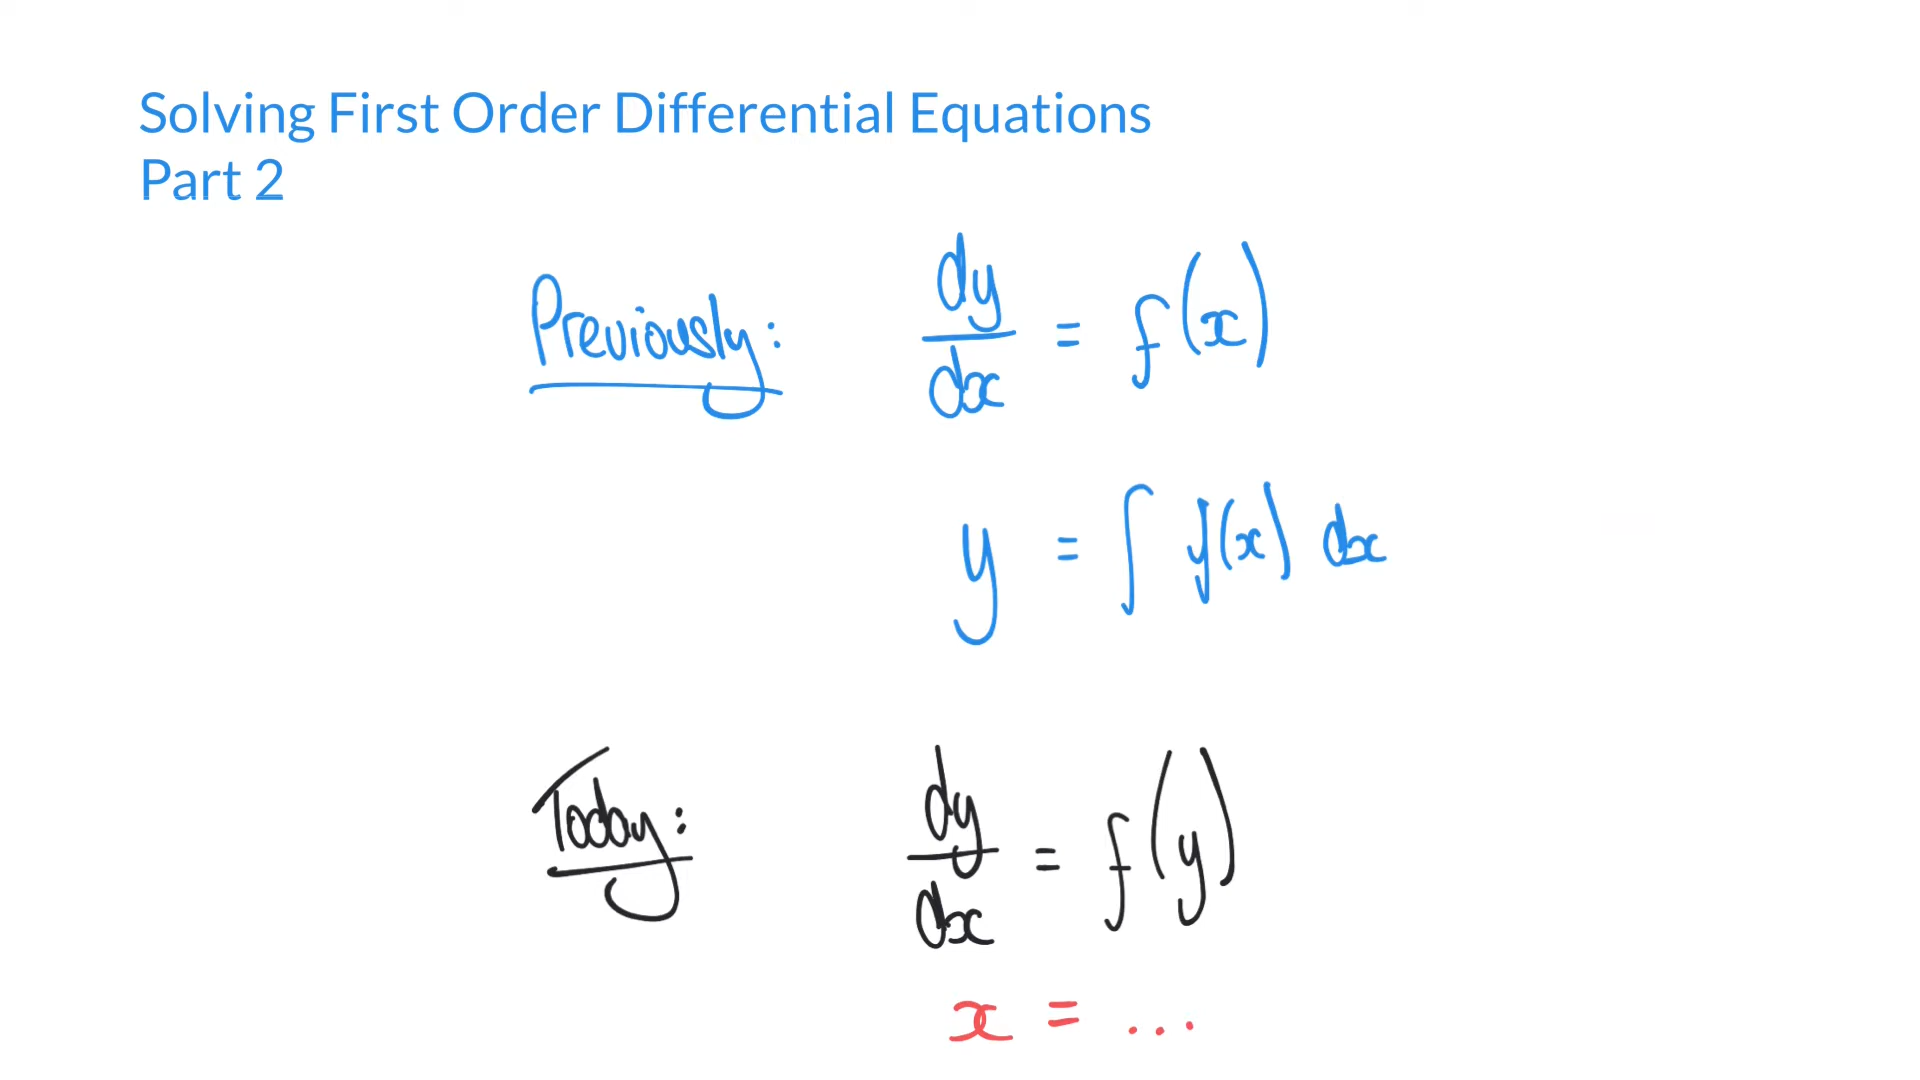 Solving First Order Differential Equations
Part 2
Previously: dy/dx = f(x)
y = ∫ f(x) dx
Today: dy/dx = f(y)
x = ...